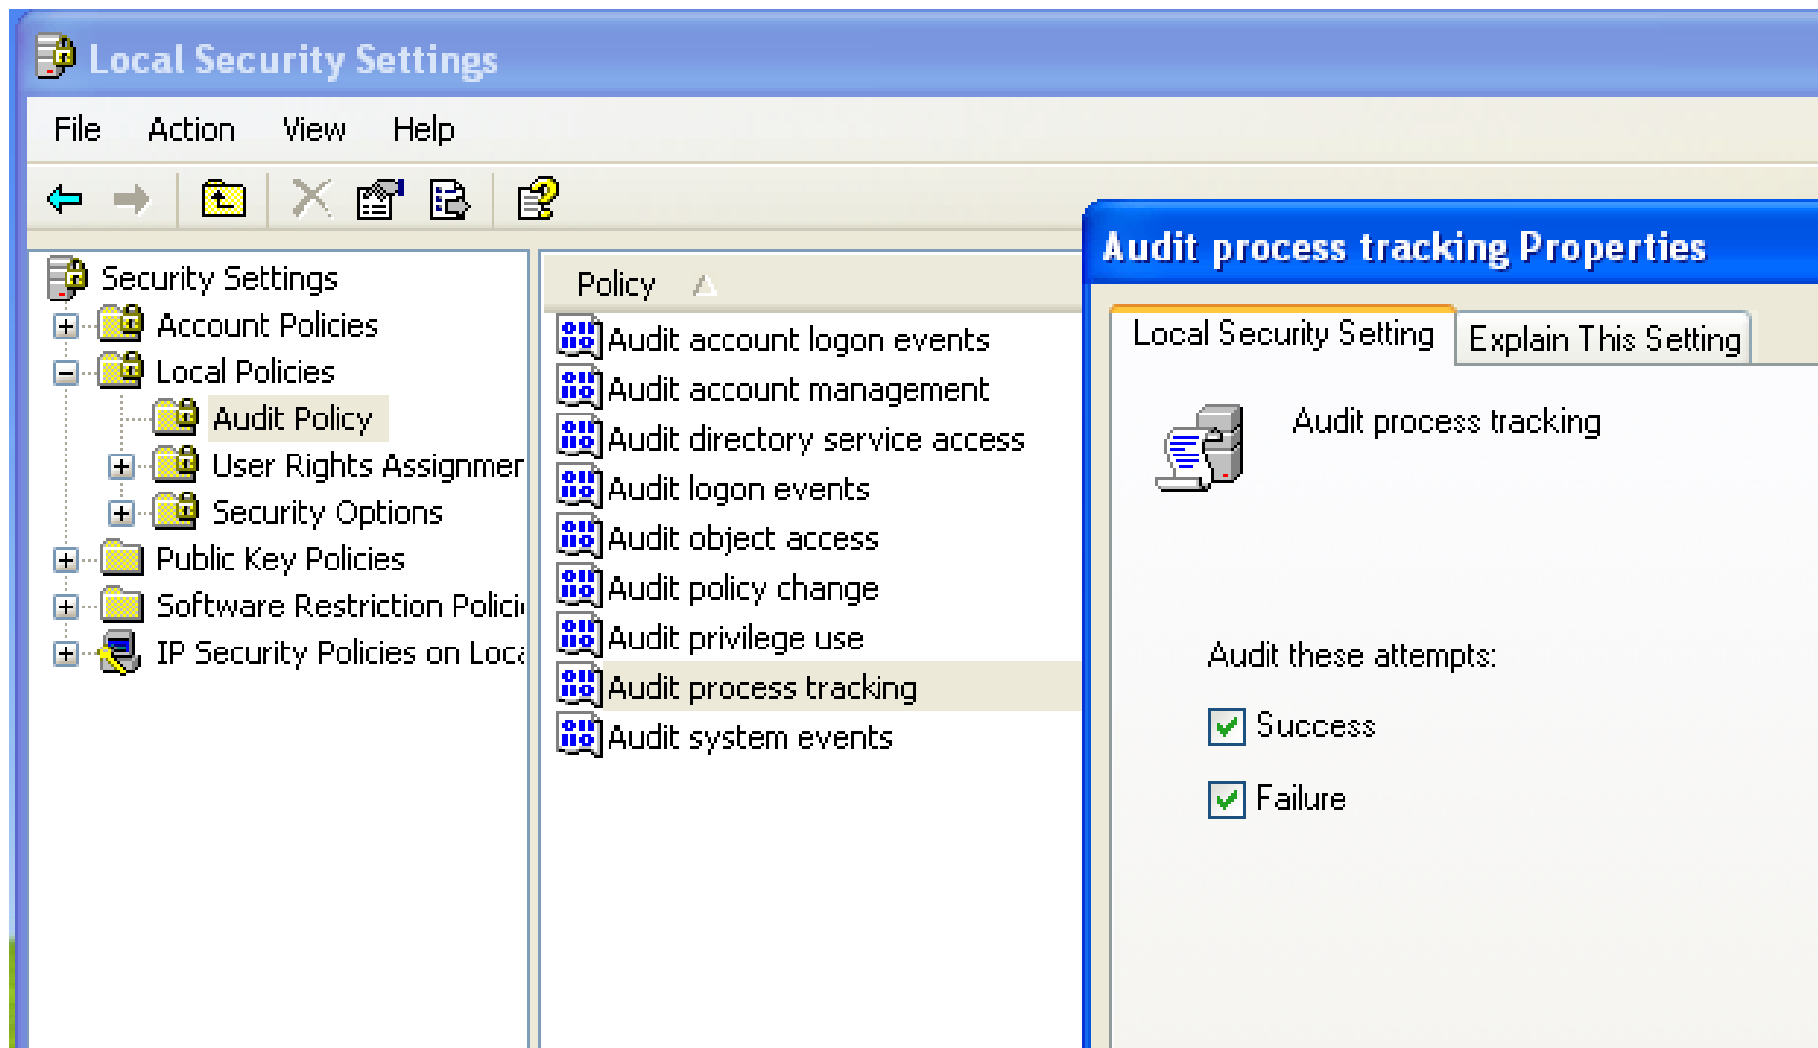 Local Security Settings
File Action View Help
Security Settings
Account Policies
Local Policies
Audit Policy
User Rights Assignmen
Security Options
Public Key Policies
Software Restriction Polici
IP Security Policies on Loca
Policy
Audit account logon events
Audit account management
Audit directory service access
Audit logon events
Audit object access
Audit policy change
Audit privilege use
Audit process tracking
Audit system events
Audit process tracking Properties
Local Security Setting Explain This Setting
Audit process tracking
Audit these attempts:
Success
Failure